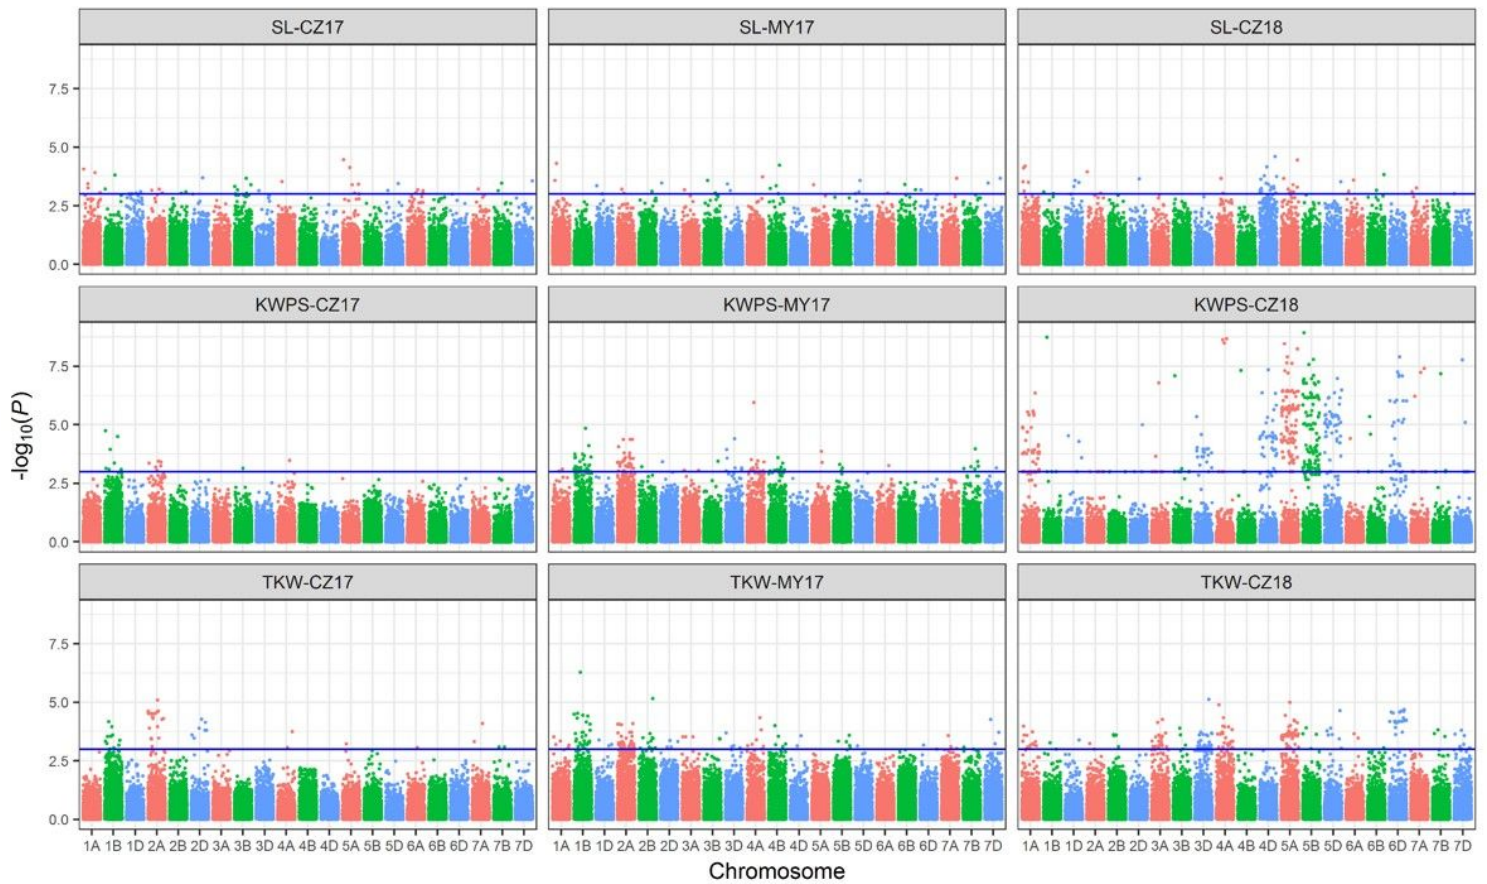 SL-CZ17 SL-MY17 SL-CZ18
7.5
5.0
2.5
0.0
KWPS-CZ17 KWPS-MY17 KWPS-CZ18
-log10(P)
7.5
5.0
2.5
0.0
TKW-CZ17 TKW-MY17 TKW-CZ18
7.5
5.0
2.5
0.0
1A 1B 1D 2A 2B 2D 3A 3B 3D 4A 4B 4D 5A 5B 5D 6A 6B 6D 7A 7B 7D 1A 1B 1D 2A 2B 2D 3A 3B 3D 4A 4B 4D 5A 5B 5D 6A 6B 6D 7A 7B 7D 1A 1B 1D 2A 2B 2D 3A 3B 3D 4A 4B 4D 5A 5B 5D 6A 6B 6D 7A 7B 7D
Chromosome